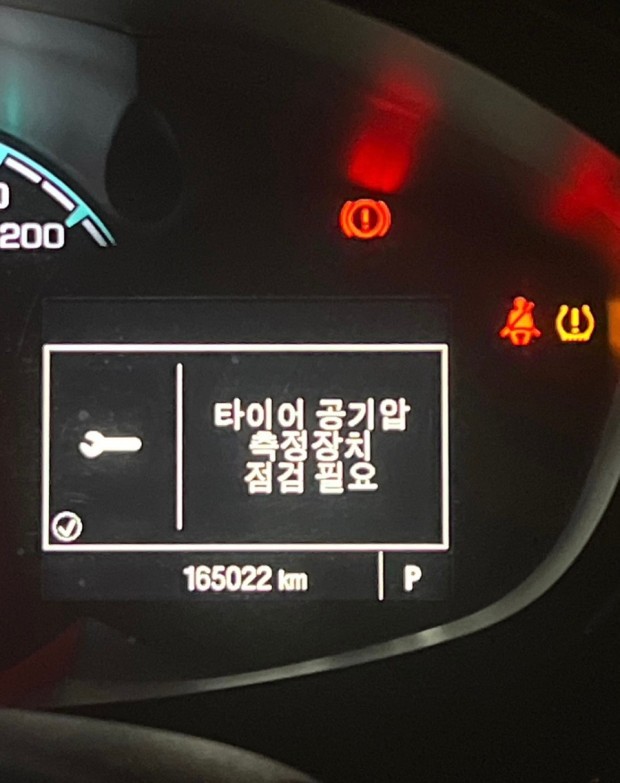 200
타이어 공기압
측정장치
점검 필요
165022 km
P